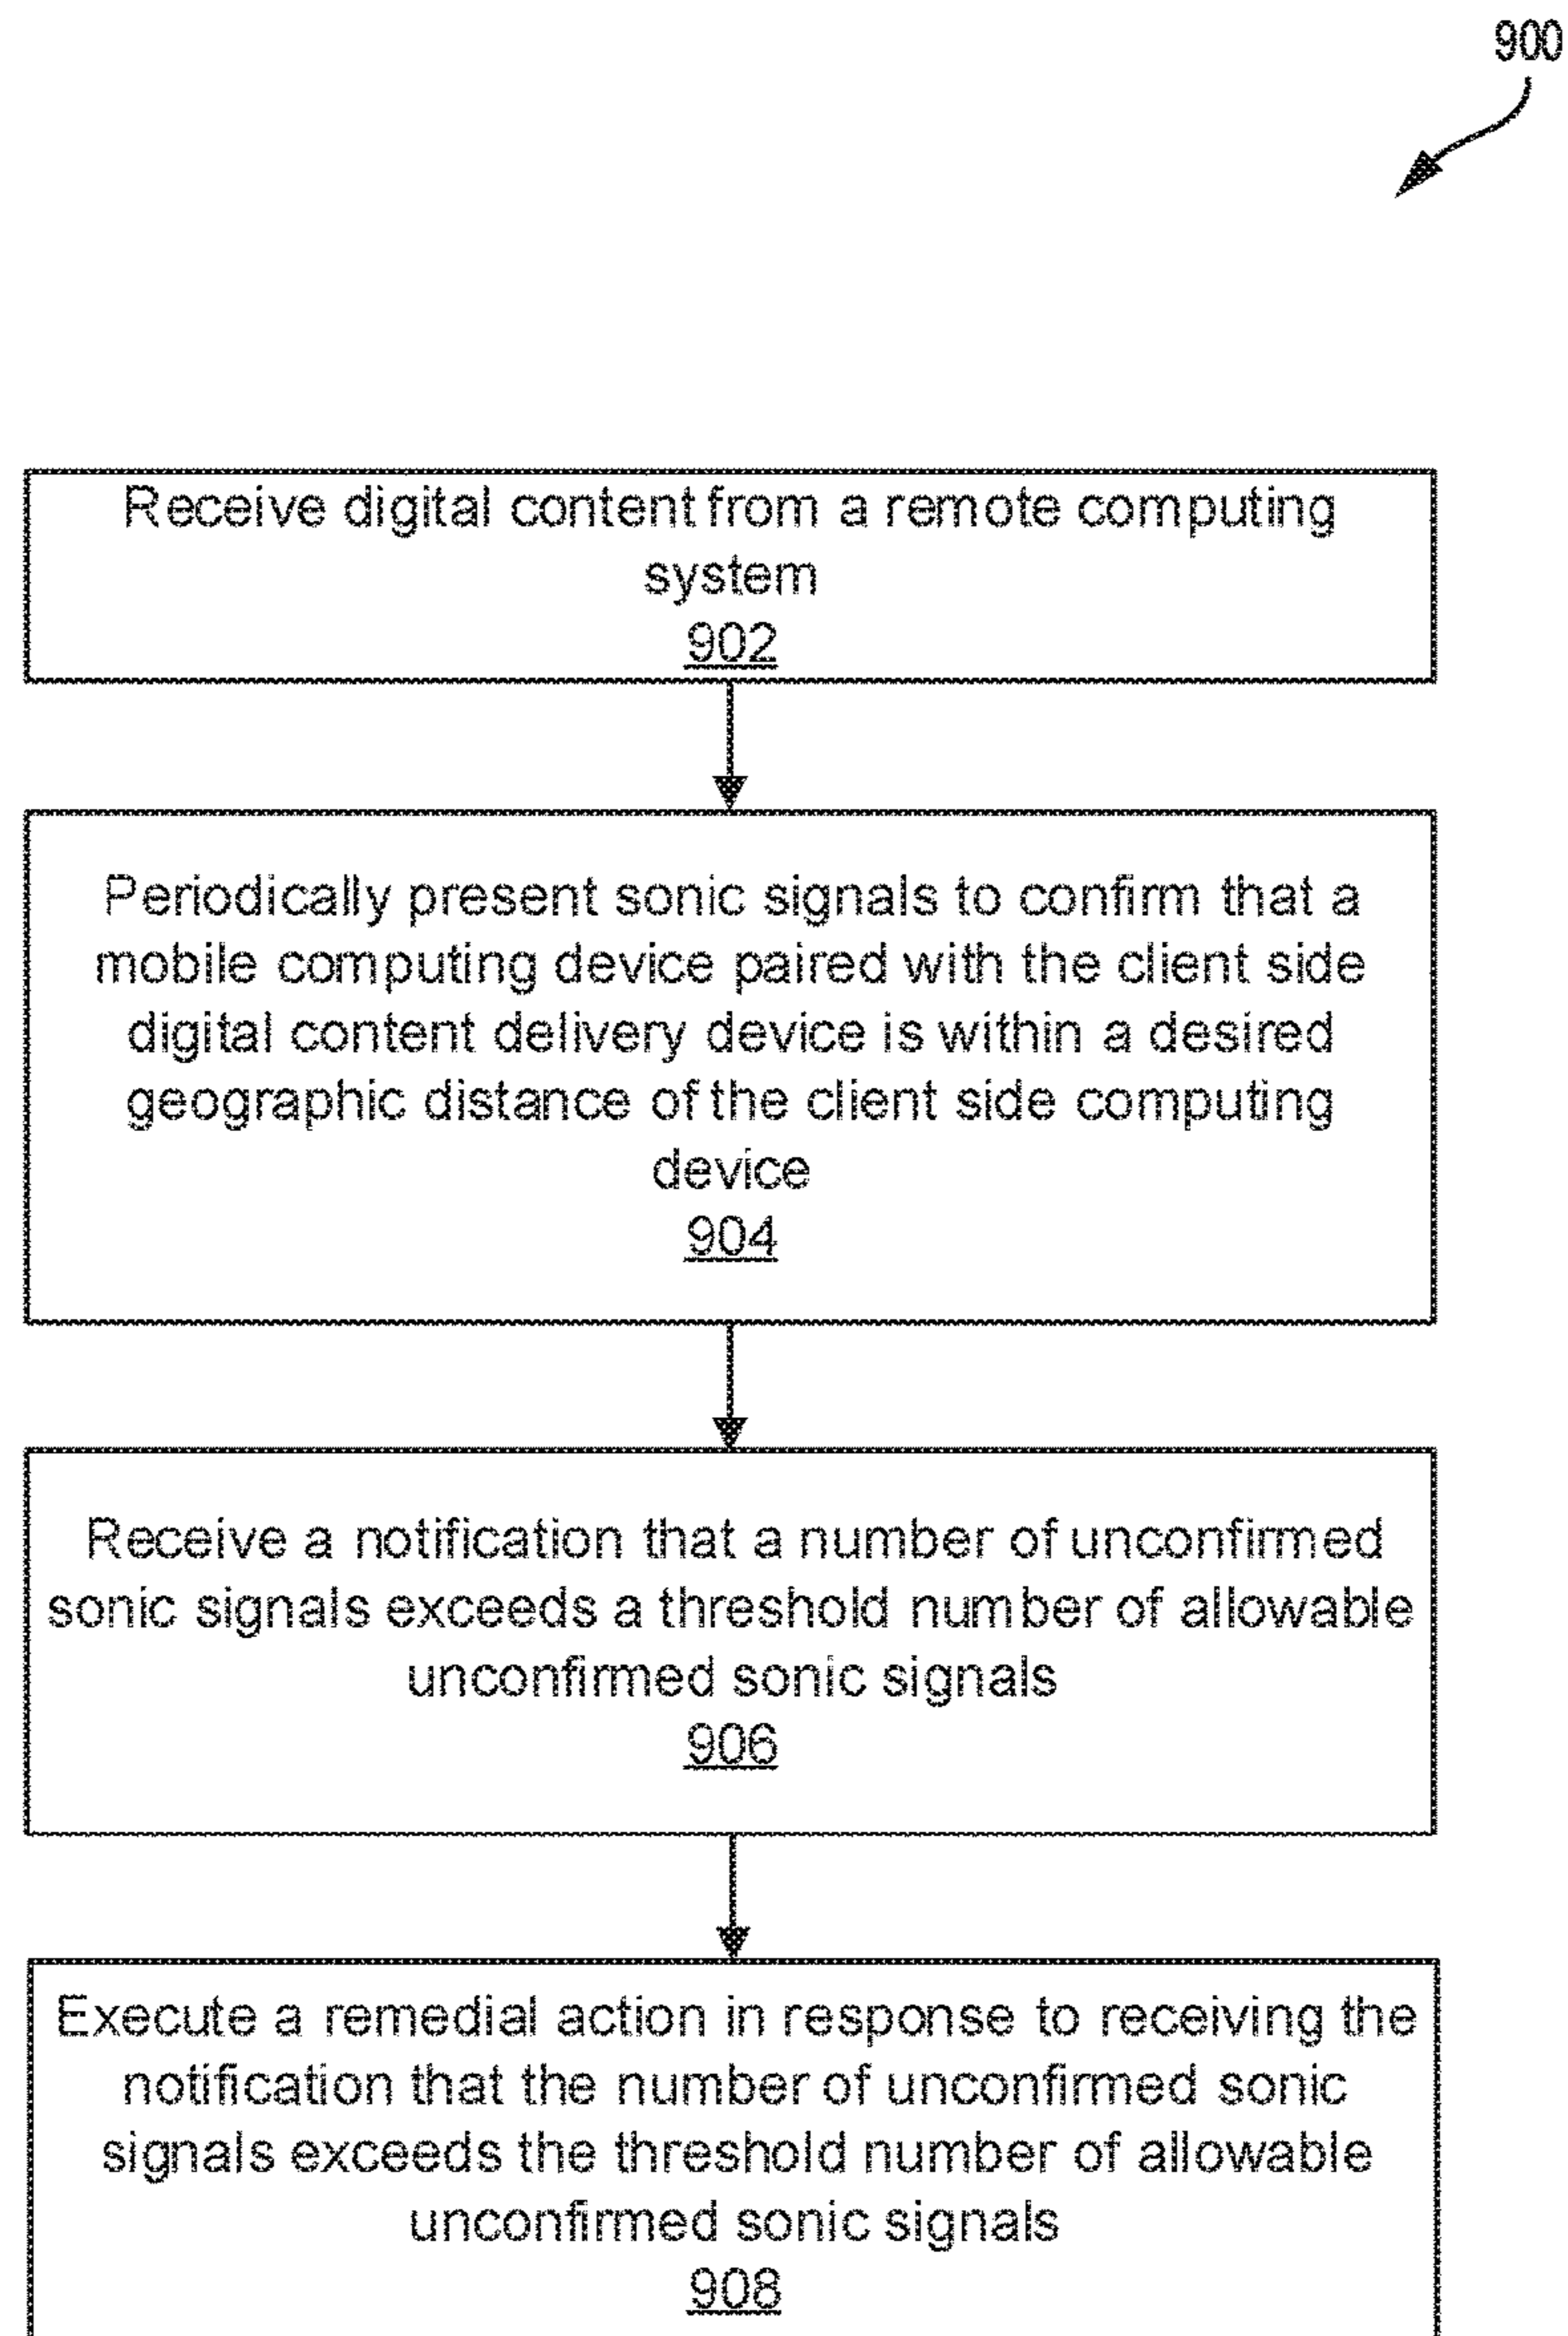 900
Receive digital content from a remote computing
system
902
Periodically present sonic signals to confirm that a
mobile computing device paired with the client side
digital content delivery device is within a desired
geographic distance of the client side computing
device
904
Receive a notification that a number of unconfirmed
sonic signals exceeds a threshold number of allowable
unconfirmed sonic signals
906
Execute a remedial action in response to receiving the
notification that the number of unconfirmed sonic
signals exceeds the threshold number of allowable
unconfirmed sonic signals
908